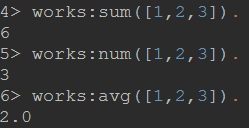 4> works:sum([1,2,3]).
6
5> works:num([1,2,3]).
3
6> works:avg([1,2,3]).
2.0